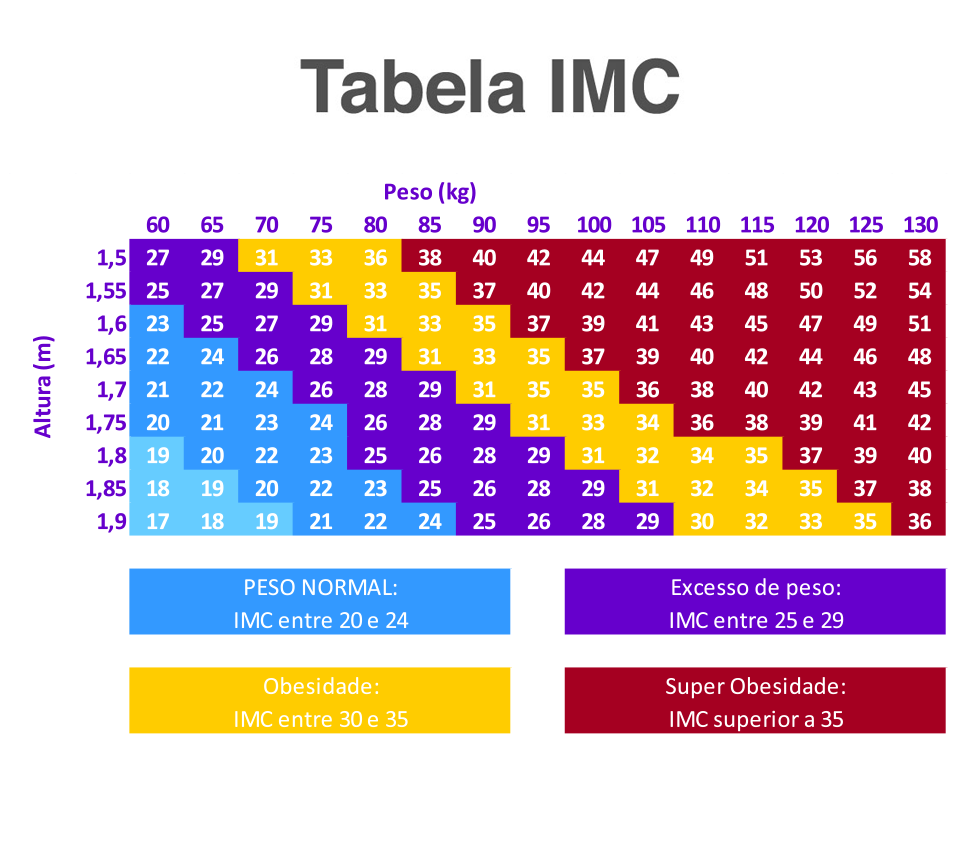 Tabela IMC
Peso (kg)
60 65 70 75 80 85 90 95 100 105 110 115 120 125 130
Altura (m)
1,5 27 29 31 33 36 38 40 42 44 47 49 51 53 56 58
1,55 25 27 29 31 33 35 37 40 42 44 46 48 50 52 54
1,6 23 25 27 29 31 33 35 37 39 41 43 45 47 49 51
1,65 22 24 26 28 29 31 33 35 37 39 40 42 44 46 48
1,7 21 22 24 26 28 29 31 35 35 36 38 40 42 43 45
1,75 20 21 23 24 26 28 29 31 33 34 36 38 39 41 42
1,8 19 20 22 23 25 26 28 29 31 32 34 35 37 39 40
1,85 18 19 20 22 23 25 26 28 29 31 32 34 35 37 38
1,9 17 18 19 21 22 24 25 26 28 29 30 32 33 35 36
PESO NORMAL:
IMC entre 20 e 24
Excesso de peso:
IMC entre 25 e 29
Obesidade:
IMC entre 30 e 35
Super Obesidade:
IMC superior a 35